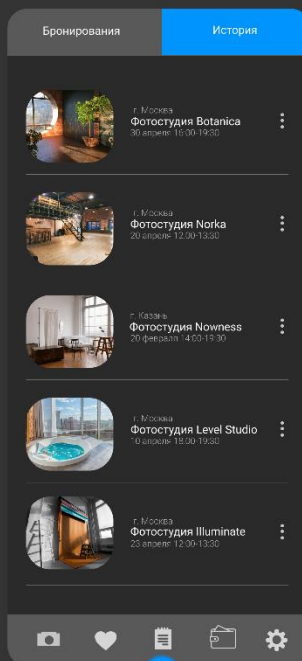 Бронирования
История
г. Москва
Фотостудия Botanica
30 апреля 16:00-19:30
г. Москва
Фотостудия Norka
20 апреля 12:00-13:30
г. Казань
Фотостудия Nowness
20 февраля 14:00-19:30
г. Москва
Фотостудия Level Studio
10 апреля 18:00-19:30
г. Москва
Фотостудия Illuminate
23 апреля 12:00-13:30